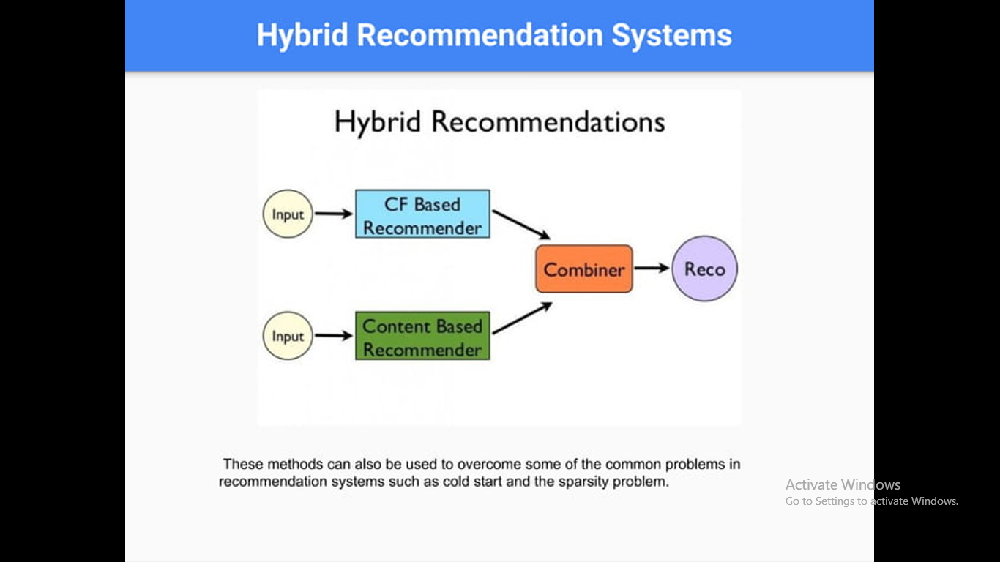 Hybrid Recommendation Systems
Hybrid Recommendations
Input
CF Based
Recommender
Combiner
Reco
Input
Content Based
Recommender
These methods can also be used to overcome some of the common problems in
recommendation systems such as cold start and the sparsity problem.
Activate Windows
Go to Settings to activate Windows.